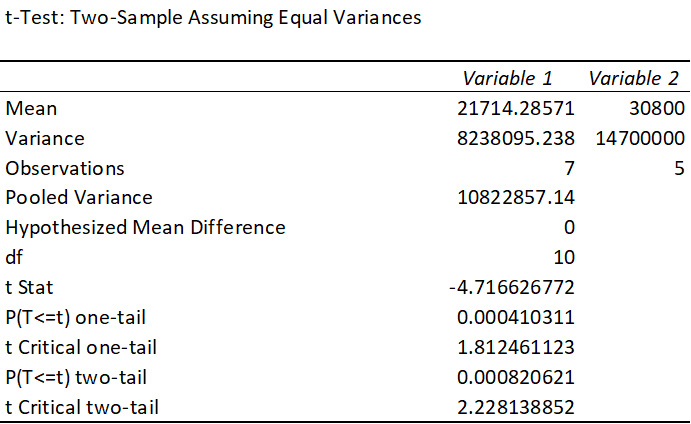 t-Test: Two-Sample Assuming Equal Variances
Variable 1 Variable 2
Mean 21714.28571 30800
Variance 8238095.238 14700000
Observations 7 5
Pooled Variance 10822857.14
Hypothesized Mean Difference 0
df 10
t Stat -4.716626772
P(T<=t) one-tail 0.000410311
t Critical one-tail 1.812461123
P(T<=t) two-tail 0.000820621
t Critical two-tail 2.228138852